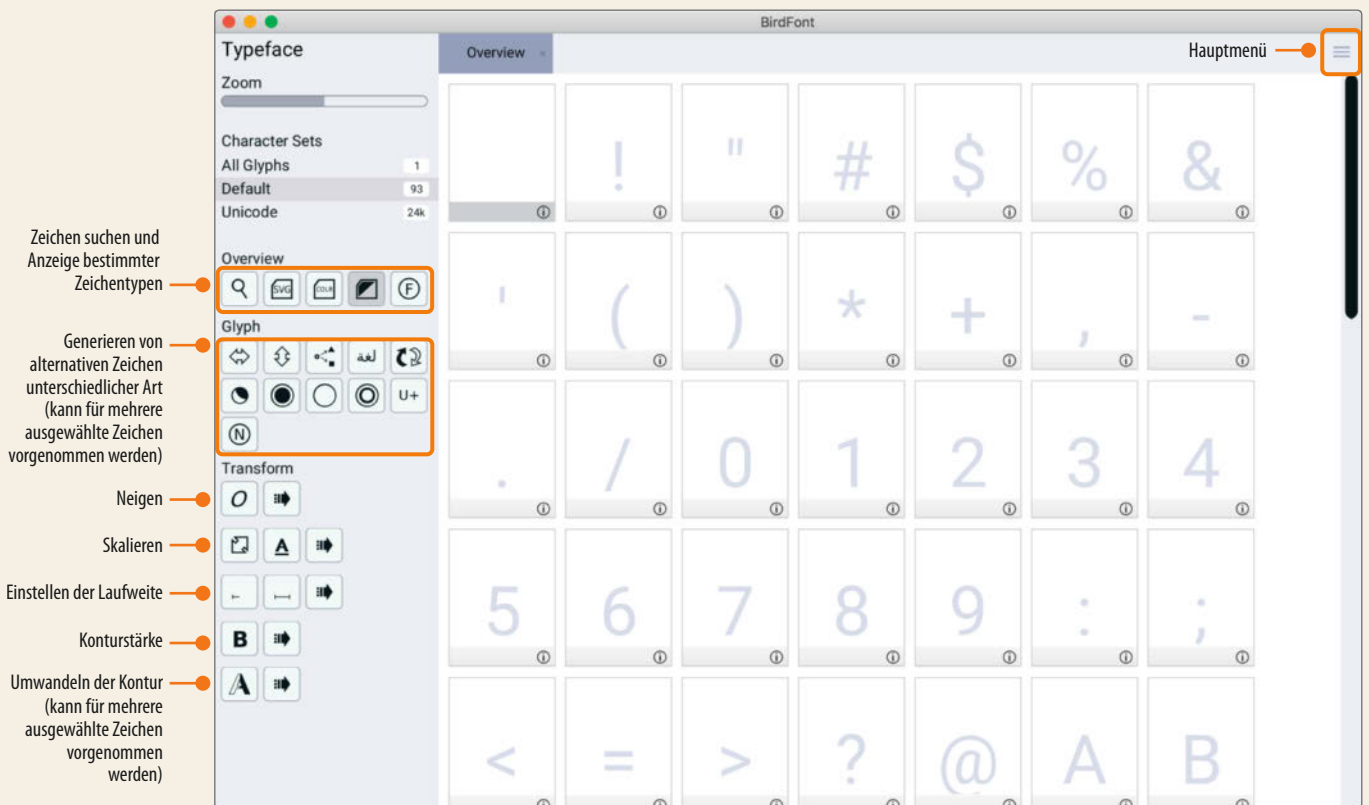 BirdFont
Typeface
Overview
Hauptmenü
Zoom
Character Sets
All Glyphs 1
Default 93
Unicode 24k
Overview
SVG COLR F
Glyph
لغة
U+
N
Transform
O
A
B
A
Zeichen suchen und
Anzeige bestimmter
Zeichentypen
Generieren von
alternativen Zeichen
unterschiedlicher Art
(kann für mehrere
ausgewählte Zeichen
vorgenommen werden)
Neigen
Skalieren
Einstellen der Laufweite
Konturstärke
Umwandeln der Kontur
(kann für mehrere
ausgewählte Zeichen
vorgenommen
werden)
! " # $ % &
' ( ) * + , -
. / 0 1 2 3 4
5 6 7 8 9 : ;
< = > ? @ A B